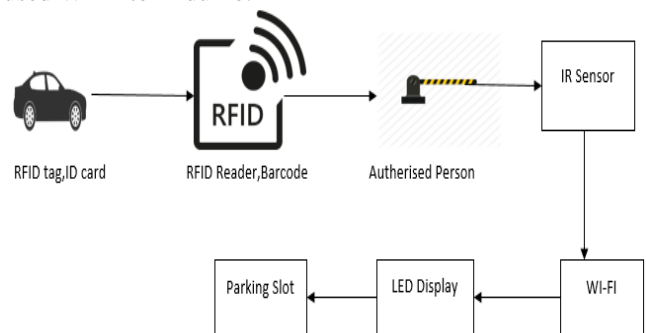 RFID
IR Sensor
RFID tag,ID card
RFID Reader,Barcode
Autherised Person
Parking Slot
LED Display
WI-FI